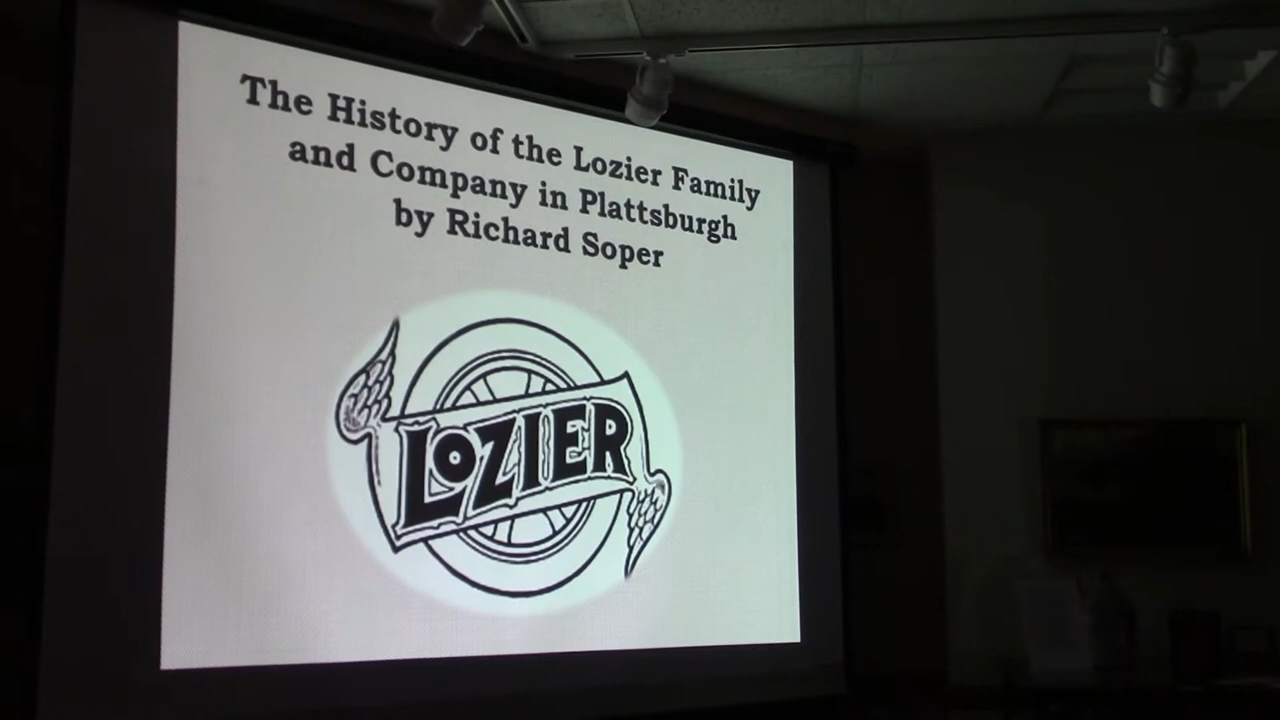 The History of the Lozier Family
and Company in Plattsburgh
by Richard Soper
LOZIER